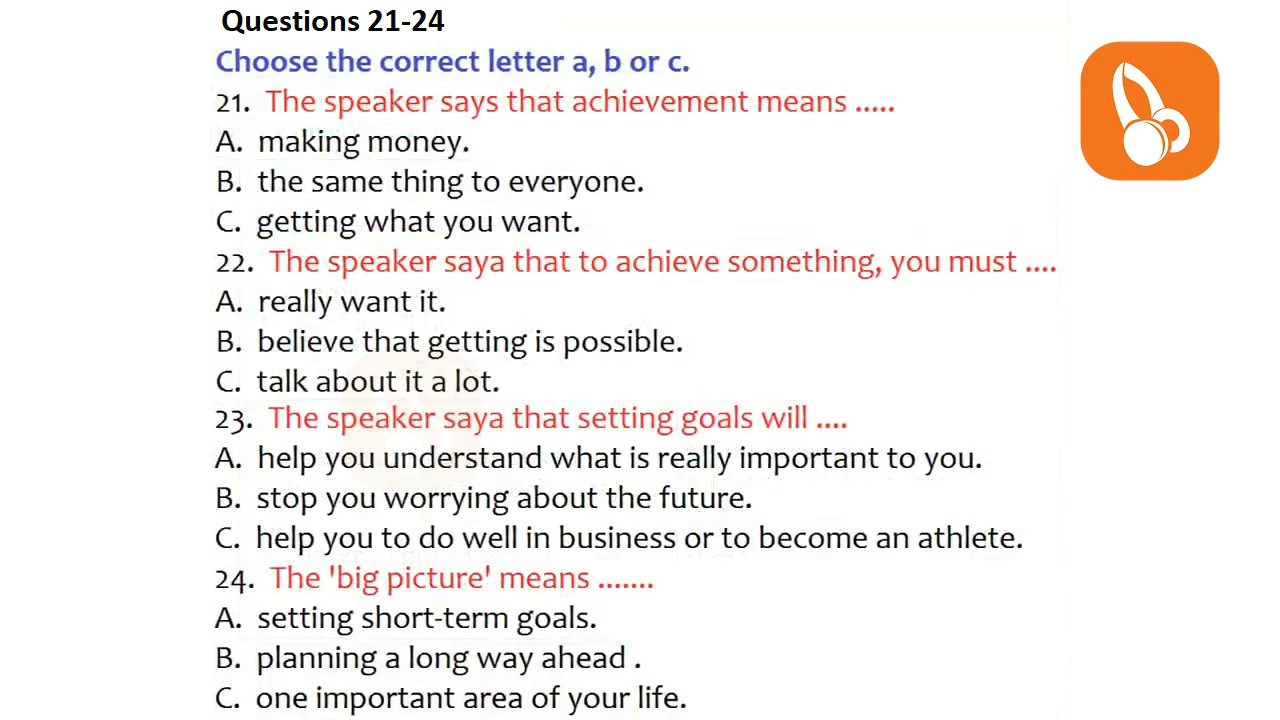 Questions 21-24
Choose the correct letter a, b or c.
21. The speaker says that achievement means .....
A. making money.
B. the same thing to everyone.
C. getting what you want.
22. The speaker saya that to achieve something, you must ....
A. really want it.
B. believe that getting is possible.
C. talk about it a lot.
23. The speaker saya that setting goals will ....
A. help you understand what is really important to you.
B. stop you worrying about the future.
C. help you to do well in business or to become an athlete.
24. The 'big picture' means .......
A. setting short-term goals.
B. planning a long way ahead .
C. one important area of your life.